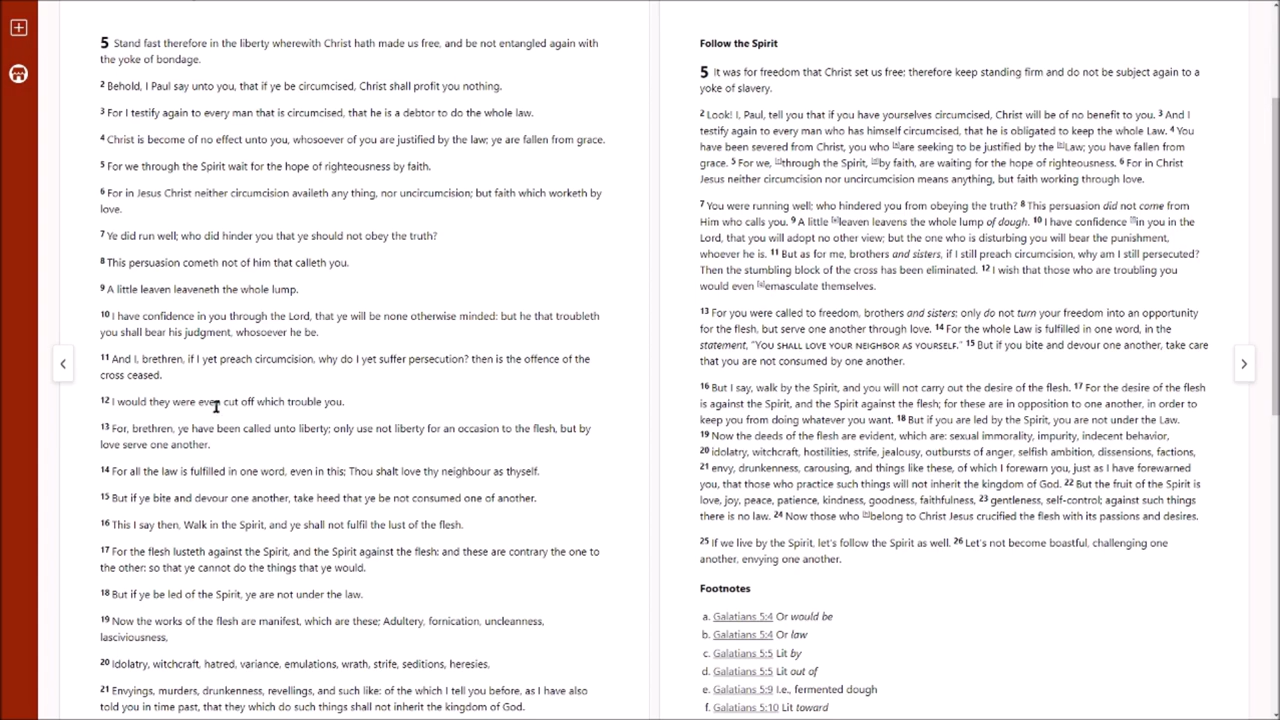 5 Stand fast therefore in the liberty wherewith Christ hath made us free, and be not entangled again with
the yoke of bondage.
2 Behold, I Paul say unto you, that if ye be circumcised, Christ shall profit you nothing.
3 For I testify again to every man that is circumcised, that he is a debtor to do the whole law.
4 Christ is become of no effect unto you, whosoever of you are justified by the law; ye are fallen from grace.
5 For we through the Spirit wait for the hope of righteousness by faith.
6 For in Jesus Christ neither circumcision availeth any thing, nor uncircumcision; but faith which worketh by
love.
7 Ye did run well; who did hinder you that ye should not obey the truth?
8 This persuasion cometh not of him that calleth you.
9 A little leaven leaveneth the whole lump.
10 I have confidence in you through the Lord, that ye will be none otherwise minded: but he that troubleth
you shall bear his judgment, whosoever he be.
11 And I, brethren, if I yet preach circumcision, why do I yet suffer persecution? then is the offence of the
cross ceased.
12 I would they were even cut off which trouble you.
13 For, brethren, ye have been called unto liberty; only use not liberty for an occasion to the flesh, but by
love serve one another.
14 For all the law is fulfilled in one word, even in this; Thou shalt love thy neighbour as thyself.
15 But if ye bite and devour one another, take heed that ye be not consumed one of another.
16 This I say then, Walk in the Spirit, and ye shall not fulfil the lust of the flesh.
17 For the flesh lusteth against the Spirit, and the Spirit against the flesh: and these are contrary the one to
the other: so that ye cannot do the things that ye would.
18 But if ye be led of the Spirit, ye are not under the law.
19 Now the works of the flesh are manifest, which are these; Adultery, fornication, uncleanness,
lasciviousness,
20 Idolatry, witchcraft, hatred, variance, emulations, wrath, strife, seditions, heresies,
21 Envyings, murders, drunkenness, revellings, and such like: of the which I tell you before, as I have also
told you in time past, that they which do such things shall not inherit the kingdom of God.
Follow the Spirit
5 It was for freedom that Christ set us free; therefore keep standing firm and do not be subject again to a
yoke of slavery.
2 Look! I, Paul, tell you that if you have yourselves circumcised, Christ will be of no benefit to you. 3 And I
testify again to every man who has himself circumcised, that he is obligated to keep the whole Law. 4 You
have been severed from Christ, you who [a]are seeking to be justified by the [b]Law; you have fallen from
grace. 5 For we, [c]through the Spirit, [d]by faith, are waiting for the hope of righteousness. 6 For in Christ
Jesus neither circumcision nor uncircumcision means anything, but faith working through love.
7 You were running well; who hindered you from obeying the truth? 8 This persuasion did not come from
Him who calls you. 9 A little [e]leaven leavens the whole lump of dough. 10 I have confidence [f]in you in the
Lord, that you will adopt no other view; but the one who is disturbing you will bear the punishment,
whoever he is. 11 But as for me, brothers and sisters, if I still preach circumcision, why am I still persecuted?
Then the stumbling block of the cross has been eliminated. 12 I wish that those who are troubling you
would even [g]emasculate themselves.
13 For you were called to freedom, brothers and sisters; only do not turn your freedom into an opportunity
for the flesh, but serve one another through love. 14 For the whole Law is fulfilled in one word, in the
statement, “YOU SHALL LOVE YOUR NEIGHBOR AS YOURSELF.” 15 But if you bite and devour one another, take care
that you are not consumed by one another.
16 But I say, walk by the Spirit, and you will not carry out the desire of the flesh. 17 For the desire of the flesh
is against the Spirit, and the Spirit against the flesh; for these are in opposition to one another, in order to
keep you from doing whatever you want. 18 But if you are led by the Spirit, you are not under the Law.
19 Now the deeds of the flesh are evident, which are: sexual immorality, impurity, indecent behavior,
20 idolatry, witchcraft, hostilities, strife, jealousy, outbursts of anger, selfish ambition, dissensions, factions,
21 envy, drunkenness, carousing, and things like these, of which I forewarn you, just as I have forewarned
you, that those who practice such things will not inherit the kingdom of God. 22 But the fruit of the Spirit is
love, joy, peace, patience, kindness, goodness, faithfulness, 23 gentleness, self-control; against such things
there is no law. 24 Now those who [h]belong to Christ Jesus crucified the flesh with its passions and desires.
25 If we live by the Spirit, let’s follow the Spirit as well. 26 Let’s not become boastful, challenging one
another, envying one another.
Footnotes
a. Galatians 5:4 Or would be
b. Galatians 5:4 Or law
c. Galatians 5:5 Lit by
d. Galatians 5:5 Lit out of
e. Galatians 5:9 I.e., fermented dough
f. Galatians 5:10 Lit toward